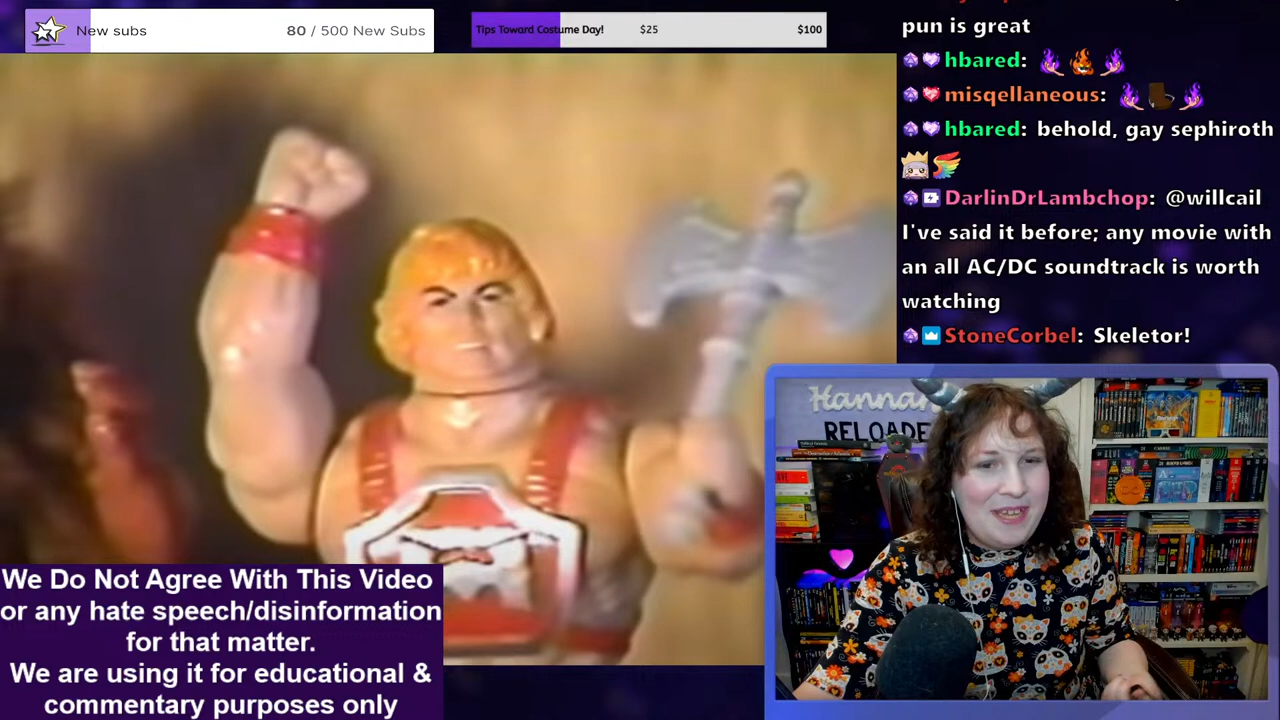 New subs
80 / 500 New Subs
Tips Toward Costume Day!
$25
$100
pun is great
hbared:
misqellaneous:
hbared: behold, gay sephiroth
DarlinDrLambchop: @willcail
I've said it before; any movie with
an all AC/DC soundtrack is worth
watching
StoneCorbel: Skeletor!
Hannah
RELOADE
We Do Not Agree With This Video
or any hate speech/disinformation
for that matter.
We are using it for educational &
commentary purposes only